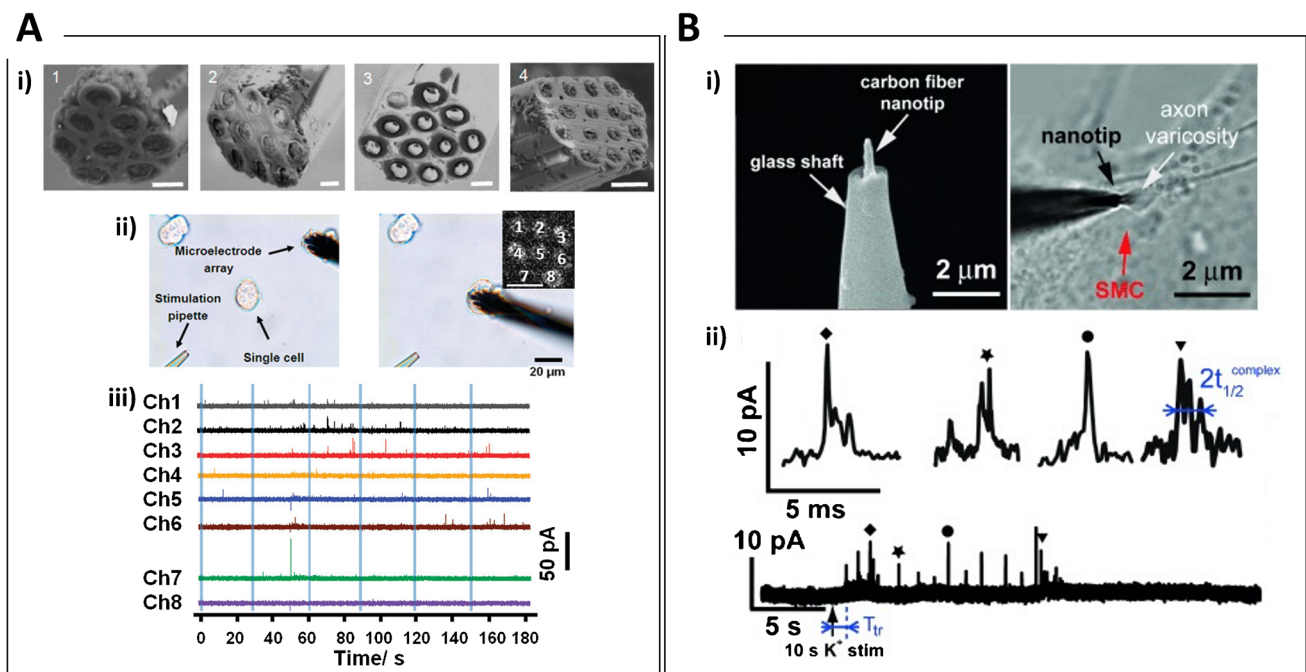 A
B
i)
1
2
3
4
ii)
Microelectrode
array
Stimulation
pipette
Single cell
1 2 3
4 5 6
7 8
20 μm
iii)
Ch1
Ch2
Ch3
Ch4
Ch5
Ch6
Ch7
Ch8
50 pA
0 20 40 60 80 100 120 140 160 180
Time/ s
i)
carbon fiber
nanotip
glass shaft
2 μm
nanotip
axon
varicosity
SMC
2 μm
ii)
10 pA
5 ms
2t1/2 complex
10 pA
5 s
Ttr
10 s K+ stim